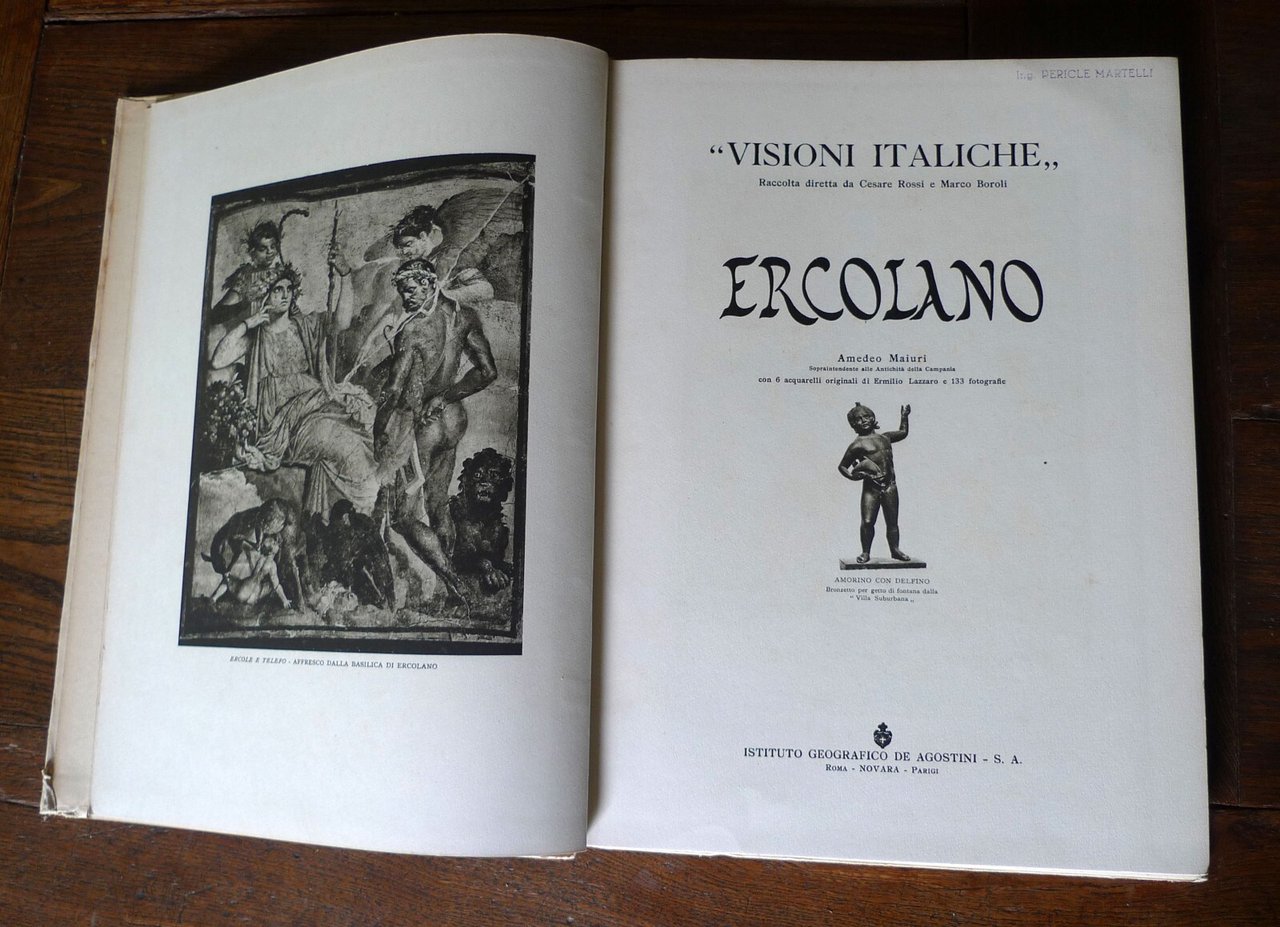 ERCOLE E TELEFO - AFFRESCO DALLA BASILICA DI ERCOLANO
Ing. PERICLE MARTELLI
“VISIONI ITALICHE„
Raccolta diretta da Cesare Rossi e Marco Boroli
ERCOLANO
Amedeo Maiuri
Sopraintendente alle Antichità della Campania
con 6 acquarelli originali di Ermilio Lazzaro e 133 fotografie
AMORINO CON DELFINO
Bronzetto per getto di fontana dalla
“Villa Suburbana„
ISTITUTO GEOGRAFICO DE AGOSTINI - S. A.
ROMA - NOVARA - PARIGI